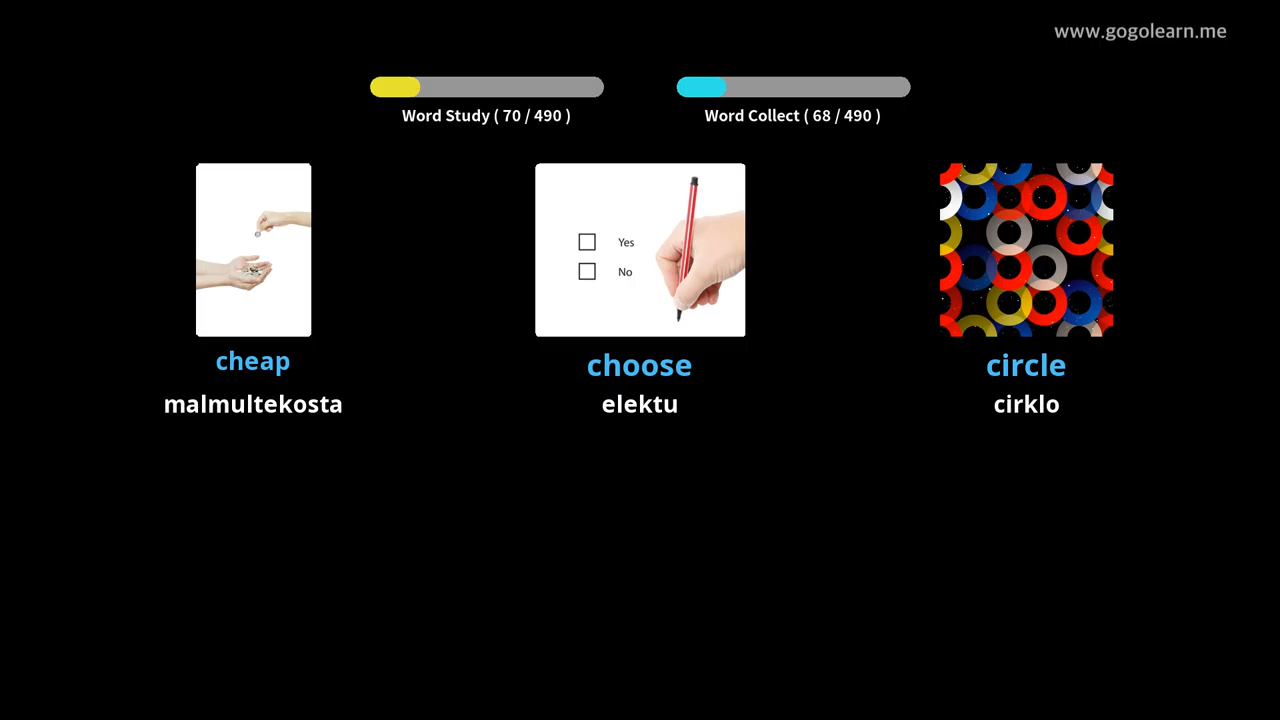 www.gogolearn.me
Word Study ( 70 / 490 )
Word Collect ( 68 / 490 )
Yes
No
cheap
choose
circle
malmultekosta
elektu
cirklo